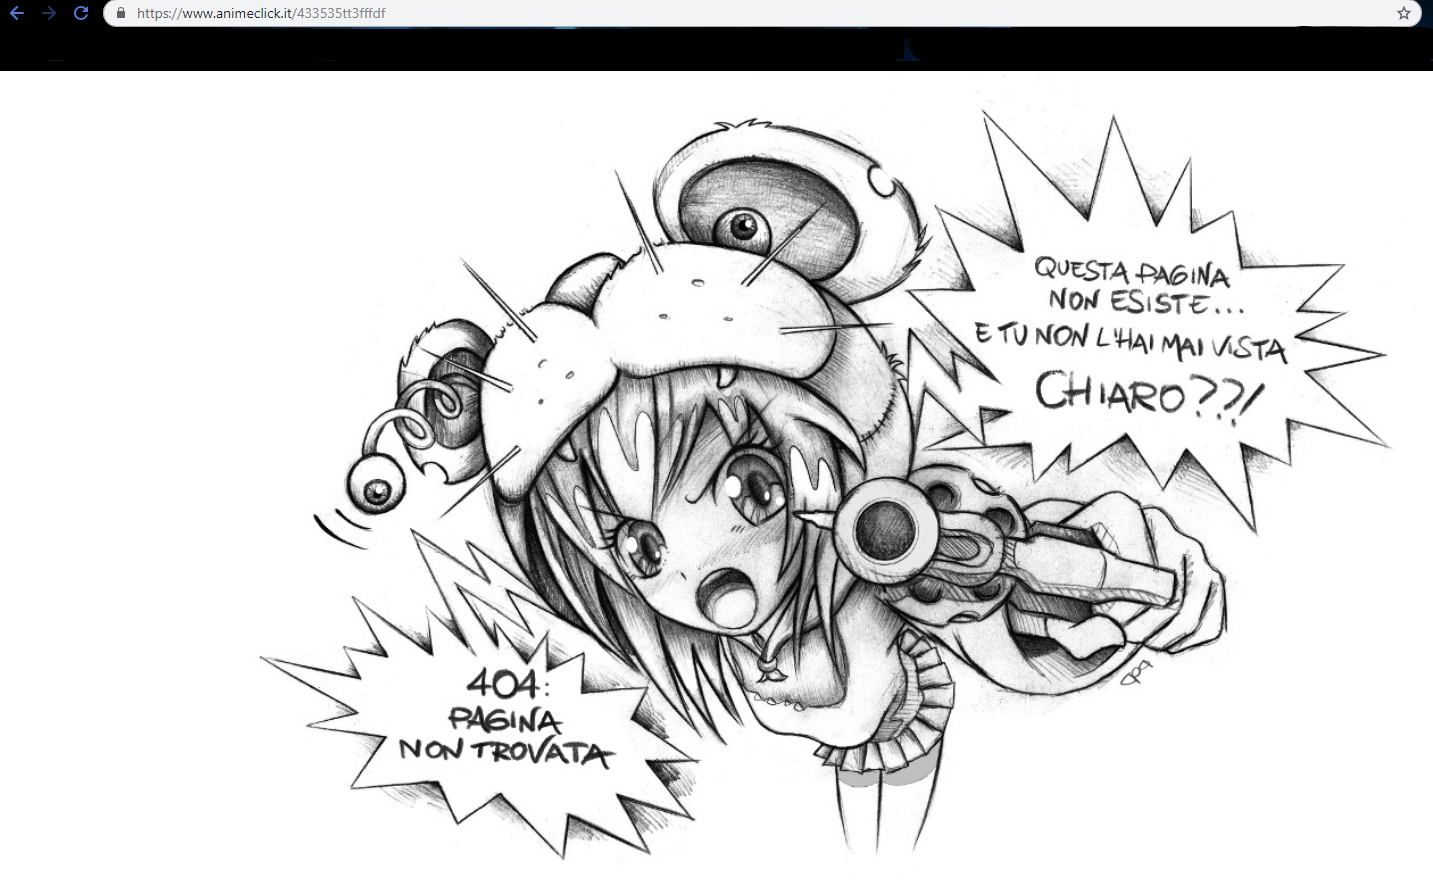 https://www.animeclick.it/433535tt3fffdf
QUESTA PAGINA
NON ESISTE...
E TU NON L'HAI MAI VISTA
CHIARO??!
404:
PAGINA
NON TROVATA